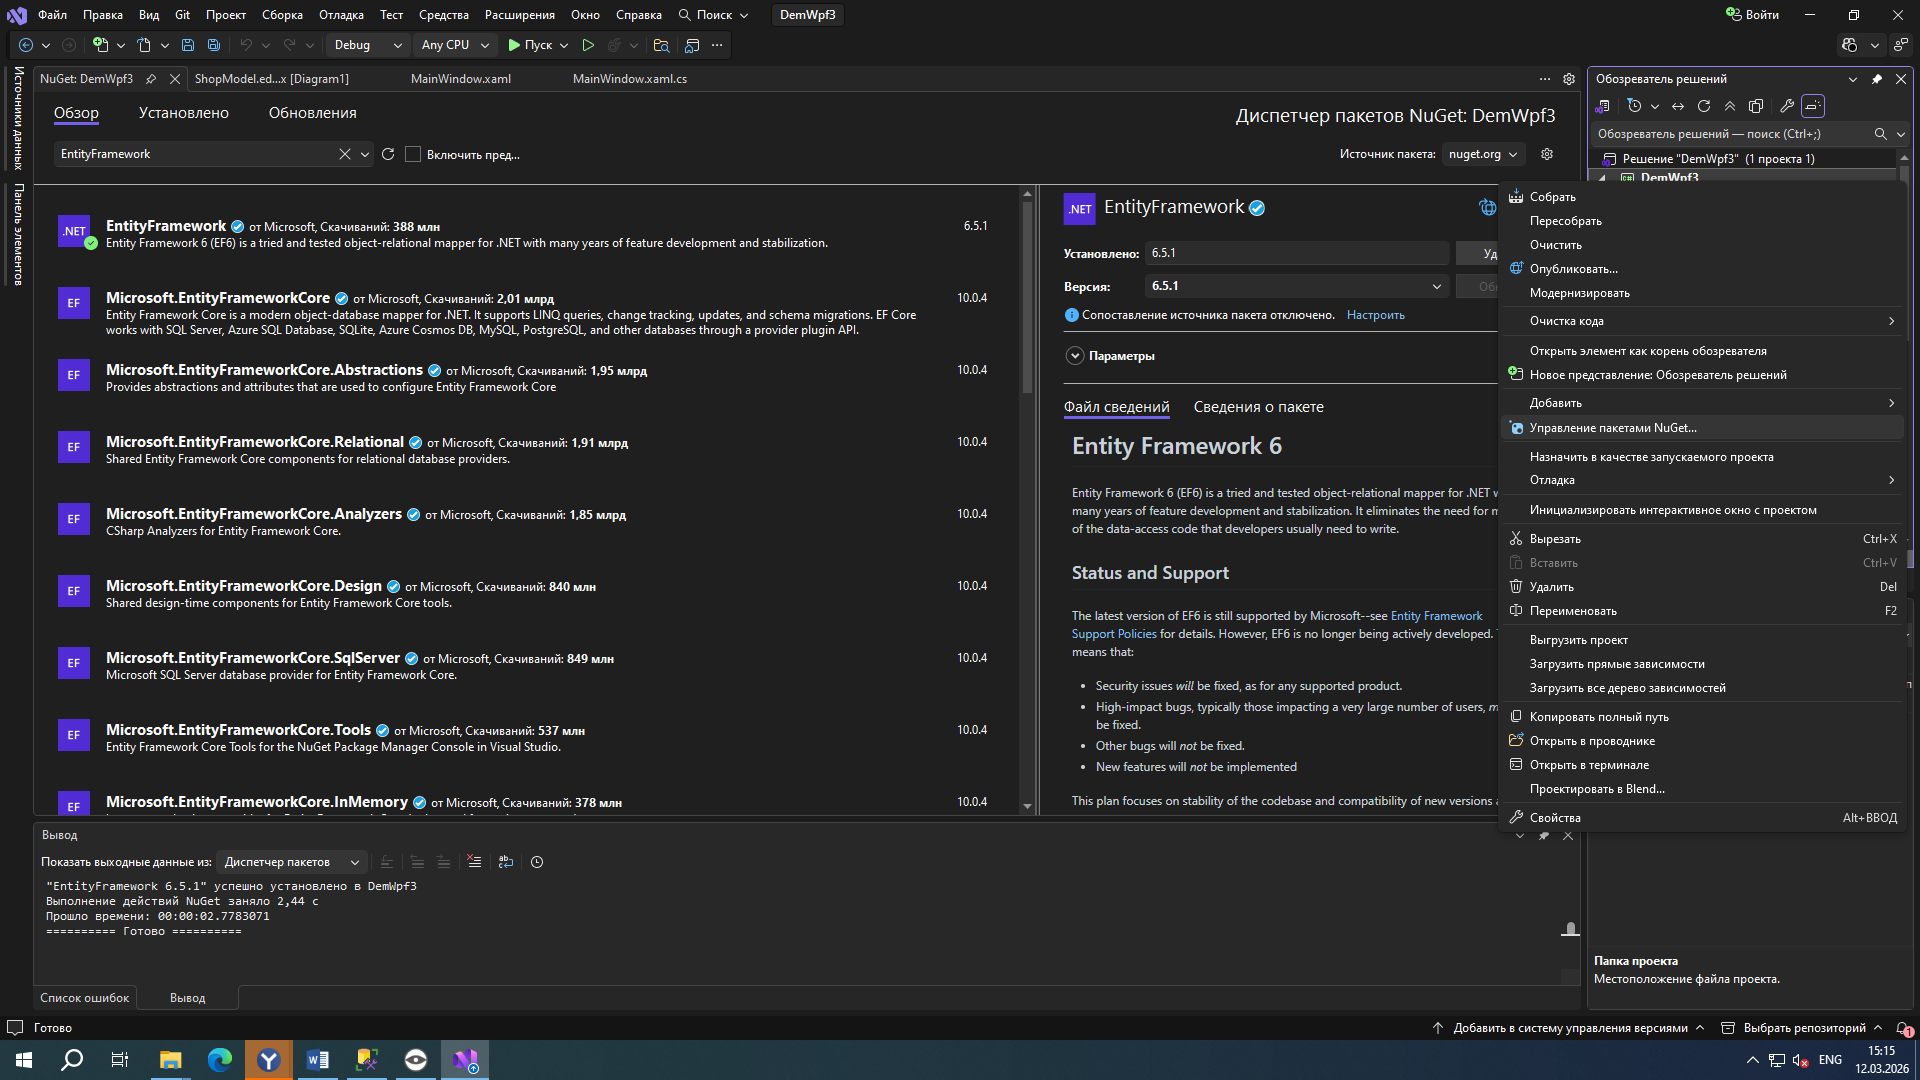 Файл Правка Вид Git Проект Сборка Отладка Тест Средства Расширения Окно Справка Поиск DemWpf3 Войти
Debug Any CPU Пуск
Источники данных
Панель элементов
NuGet: DemWpf3 ShopModel.ed...x [Diagram1] MainWindow.xaml MainWindow.xaml.cs
Обзор Установлено Обновления
Диспетчер пакетов NuGet: DemWpf3
EntityFramework Включить пред...
Источник пакета: nuget.org
.NET
EntityFramework от Microsoft, Скачиваний: 388 млн 6.5.1
Entity Framework 6 (EF6) is a tried and tested object-relational mapper for .NET with many years of feature development and stabilization.
EF
Microsoft.EntityFrameworkCore от Microsoft, Скачиваний: 2,01 млрд 10.0.4
Entity Framework Core is a modern object-database mapper for .NET. It supports LINQ queries, change tracking, updates, and schema migrations. EF Core
works with SQL Server, Azure SQL Database, SQLite, Azure Cosmos DB, MySQL, PostgreSQL, and other databases through a provider plugin API.
EF
Microsoft.EntityFrameworkCore.Abstractions от Microsoft, Скачиваний: 1,95 млрд 10.0.4
Provides abstractions and attributes that are used to configure Entity Framework Core
EF
Microsoft.EntityFrameworkCore.Relational от Microsoft, Скачиваний: 1,91 млрд 10.0.4
Shared Entity Framework Core components for relational database providers.
EF
Microsoft.EntityFrameworkCore.Analyzers от Microsoft, Скачиваний: 1,85 млрд 10.0.4
CSharp Analyzers for Entity Framework Core.
EF
Microsoft.EntityFrameworkCore.Design от Microsoft, Скачиваний: 840 млн 10.0.4
Shared design-time components for Entity Framework Core tools.
EF
Microsoft.EntityFrameworkCore.SqlServer от Microsoft, Скачиваний: 849 млн 10.0.4
Microsoft SQL Server database provider for Entity Framework Core.
EF
Microsoft.EntityFrameworkCore.Tools от Microsoft, Скачиваний: 537 млн 10.0.4
Entity Framework Core Tools for the NuGet Package Manager Console in Visual Studio.
EF
Microsoft.EntityFrameworkCore.InMemory от Microsoft, Скачиваний: 378 млн 10.0.4
.NET EntityFramework
Установлено: 6.5.1 Уд
Версия: 6.5.1 Об
Сопоставление источника пакета отключено. Настроить
Параметры
Файл сведений Сведения о пакете
Entity Framework 6
Entity Framework 6 (EF6) is a tried and tested object-relational mapper for .NET w
many years of feature development and stabilization. It eliminates the need for m
of the data-access code that developers usually need to write.
Status and Support
The latest version of EF6 is still supported by Microsoft--see Entity Framework
Support Policies for details. However, EF6 is no longer being actively developed. T
means that:
• Security issues will be fixed, as for any supported product.
• High-impact bugs, typically those impacting a very large number of users, m
be fixed.
• Other bugs will not be fixed.
• New features will not be implemented
This plan focuses on stability of the codebase and compatibility of new versions a
Обозреватель решений
Обозреватель решений — поиск (Ctrl+;)
Решение "DemWpf3" (1 проекта 1)
DemWpf3
Собрать
Пересобрать
Очистить
Опубликовать...
Модернизировать
Очистка кода
Открыть элемент как корень обозревателя
Новое представление: Обозреватель решений
Добавить
Управление пакетами NuGet...
Назначить в качестве запускаемого проекта
Отладка
Инициализировать интерактивное окно с проектом
Вырезать Ctrl+X
Вставить Ctrl+V
Удалить Del
Переименовать F2
Выгрузить проект
Загрузить прямые зависимости
Загрузить все дерево зависимостей
Копировать полный путь
Открыть в проводнике
Открыть в терминале
Проектировать в Blend...
Свойства Alt+ВВОД
Папка проекта
Местоположение файла проекта.
Вывод
Показать выходные данные из: Диспетчер пакетов
"EntityFramework 6.5.1" успешно установлено в DemWpf3
Выполнение действий NuGet заняло 2,44 с
Прошло времени: 00:00:02.7783071
========== Готово ==========
Список ошибок Вывод
Готово Добавить в систему управления версиями Выбрать репозиторий 1
ENG 15:15
12.03.2026